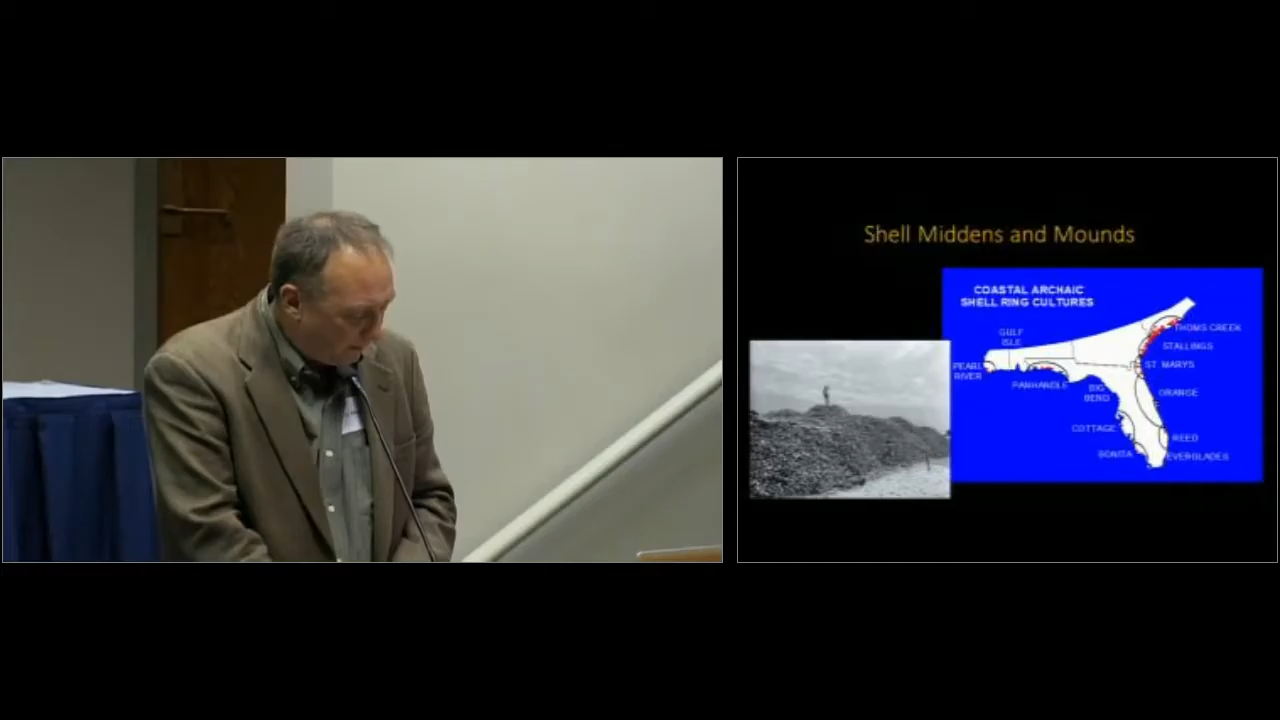 Shell Middens and Mounds
COASTAL ARCHAIC
SHELL RING CULTURES
THOMS CREEK
GULF
ISLE
STALLINGS
PEARL
RIVER
ST MARYS
PANHANDLE
BIG
BEND
ORANGE
COTTAGE
REED
BONITA
EVERGLADES